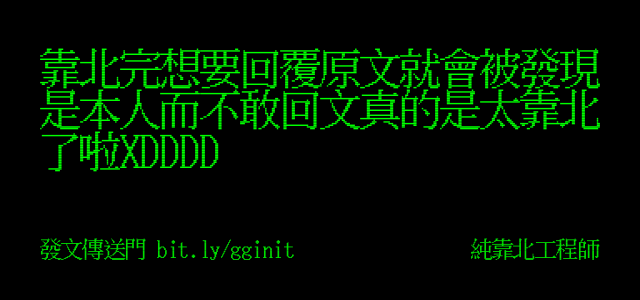 靠北完想要回覆原文就會被發現
是本人而不敢回文真的是太靠北
了啦XDDDD
發文傳送門 bit.ly/gginit
純靠北工程師